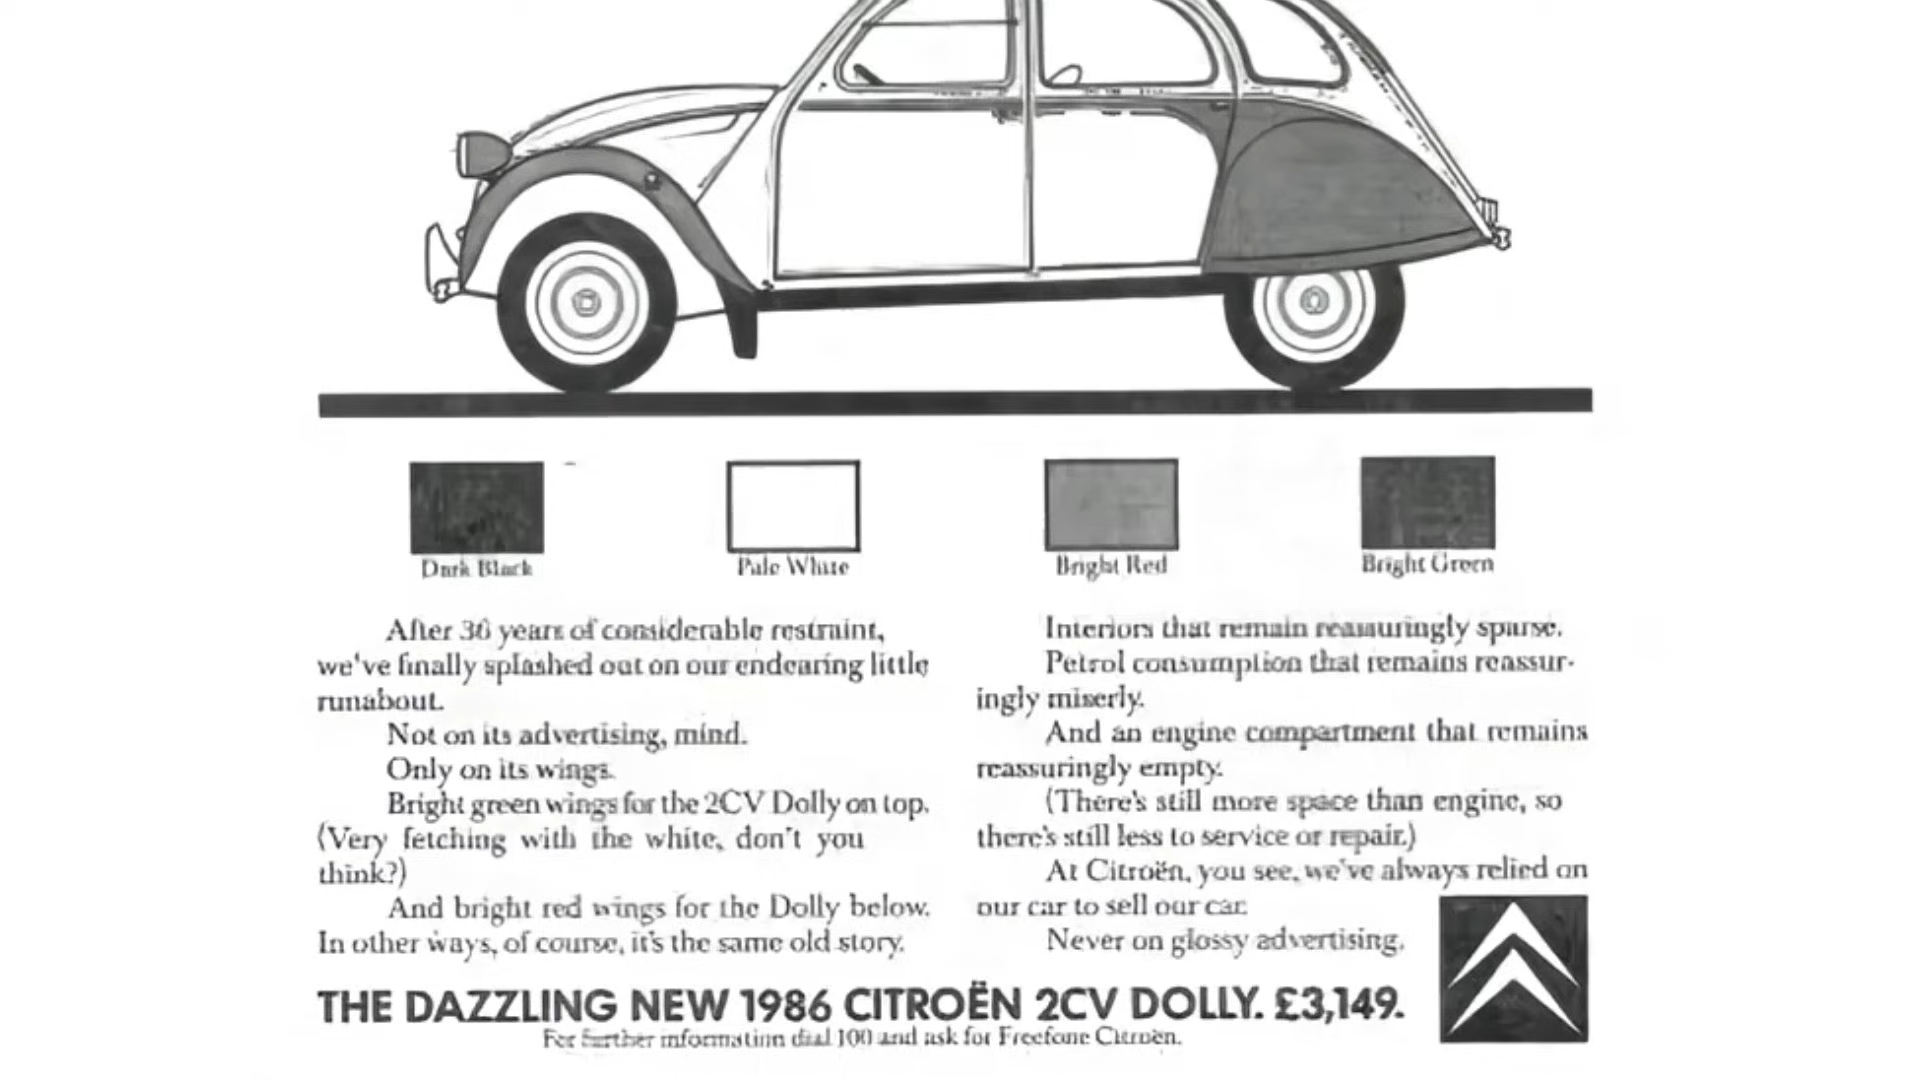 Dark Black
Pale White
Bright Red
Bright Green
After 36 years of considerable restraint,
we've finally splashed out on our endearing little
runabout.
Not on its advertising, mind.
Only on its wings.
Bright green wings for the 2CV Dolly on top.
(Very fetching with the white, don't you
think?)
And bright red wings for the Dolly below.
In other ways, of course, it's the same old story.
Interiors that remain reassuringly sparse.
Petrol consumption that remains reassur-
ingly miserly.
And an engine compartment that remains
reassuringly empty.
(There's still more space than engine, so
there's still less to service or repair.)
At Citroën, you see, we've always relied on
our car to sell our car.
Never on glossy advertising.
THE DAZZLING NEW 1986 CITROËN 2CV DOLLY. £3,149.
For further information dial 100 and ask for Freefone Citroën.